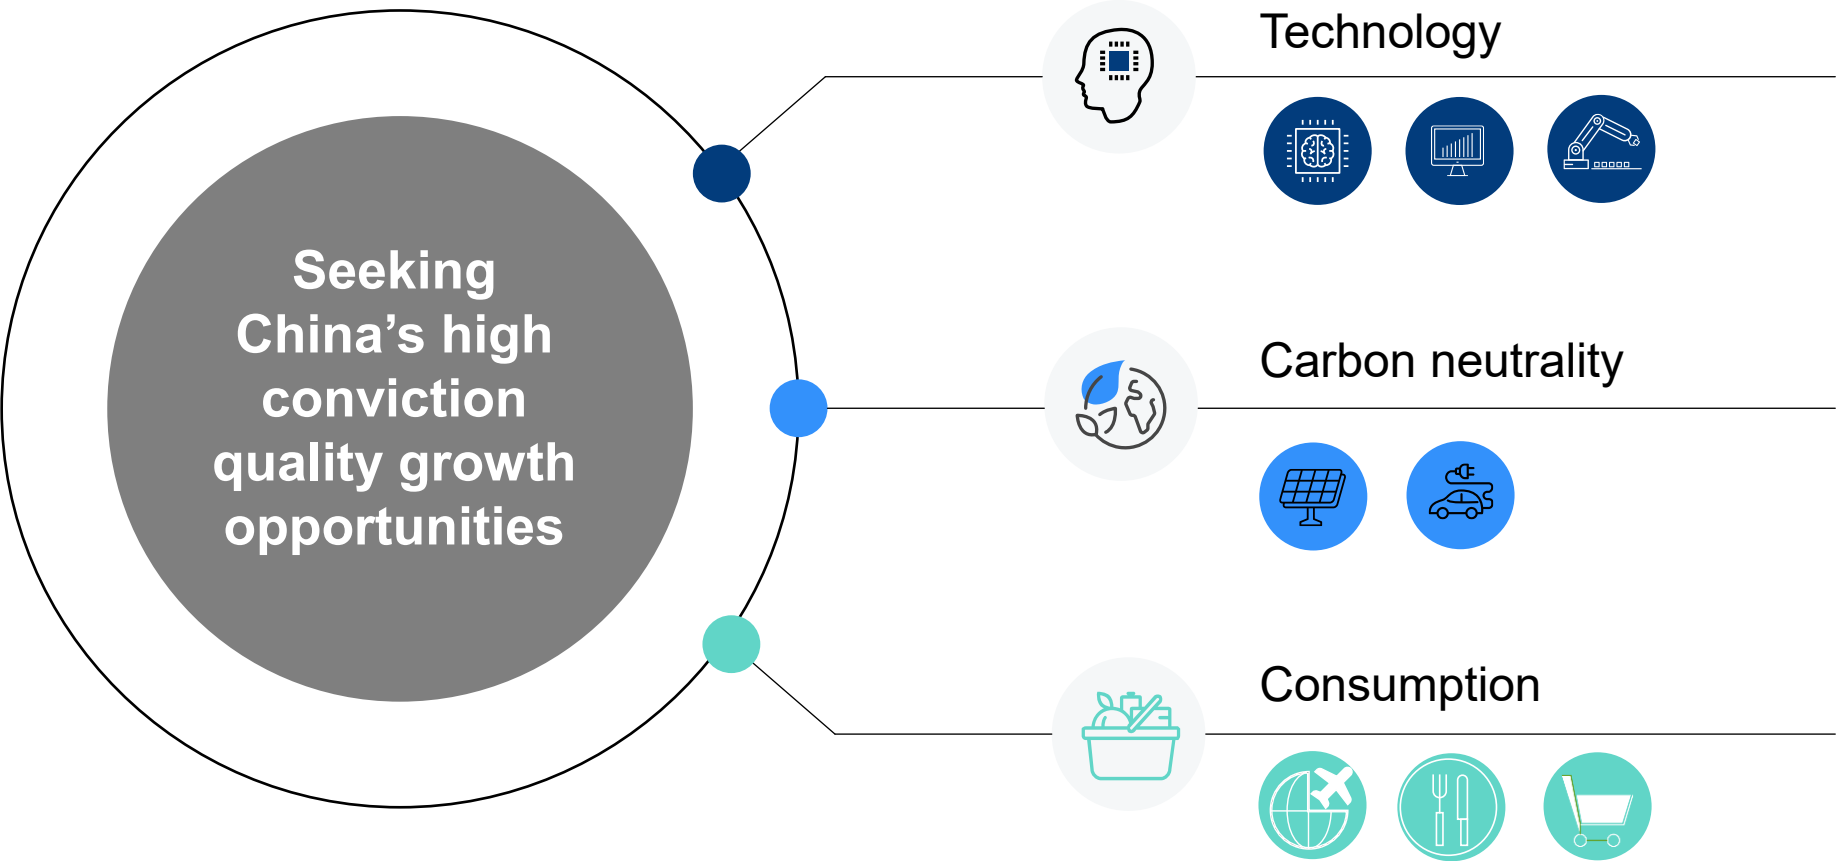 Seeking
China’s high
conviction
quality growth
opportunities
Technology
Carbon neutrality
Consumption